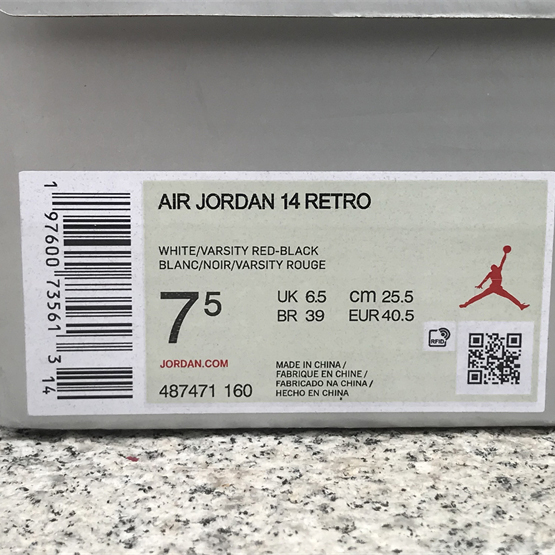 AIR JORDAN 14 RETRO
WHITE/VARSITY RED-BLACK
BLANC/NOIR/VARSITY ROUGE
7 5
UK 6.5 cm 25.5
BR 39 EUR 40.5
RFID
JORDAN.COM
487471 160
MADE IN CHINA /
FABRIQUE EN CHINE /
FABRICADO NA CHINA /
HECHO EN CHINA
1 97600 73561 3 14